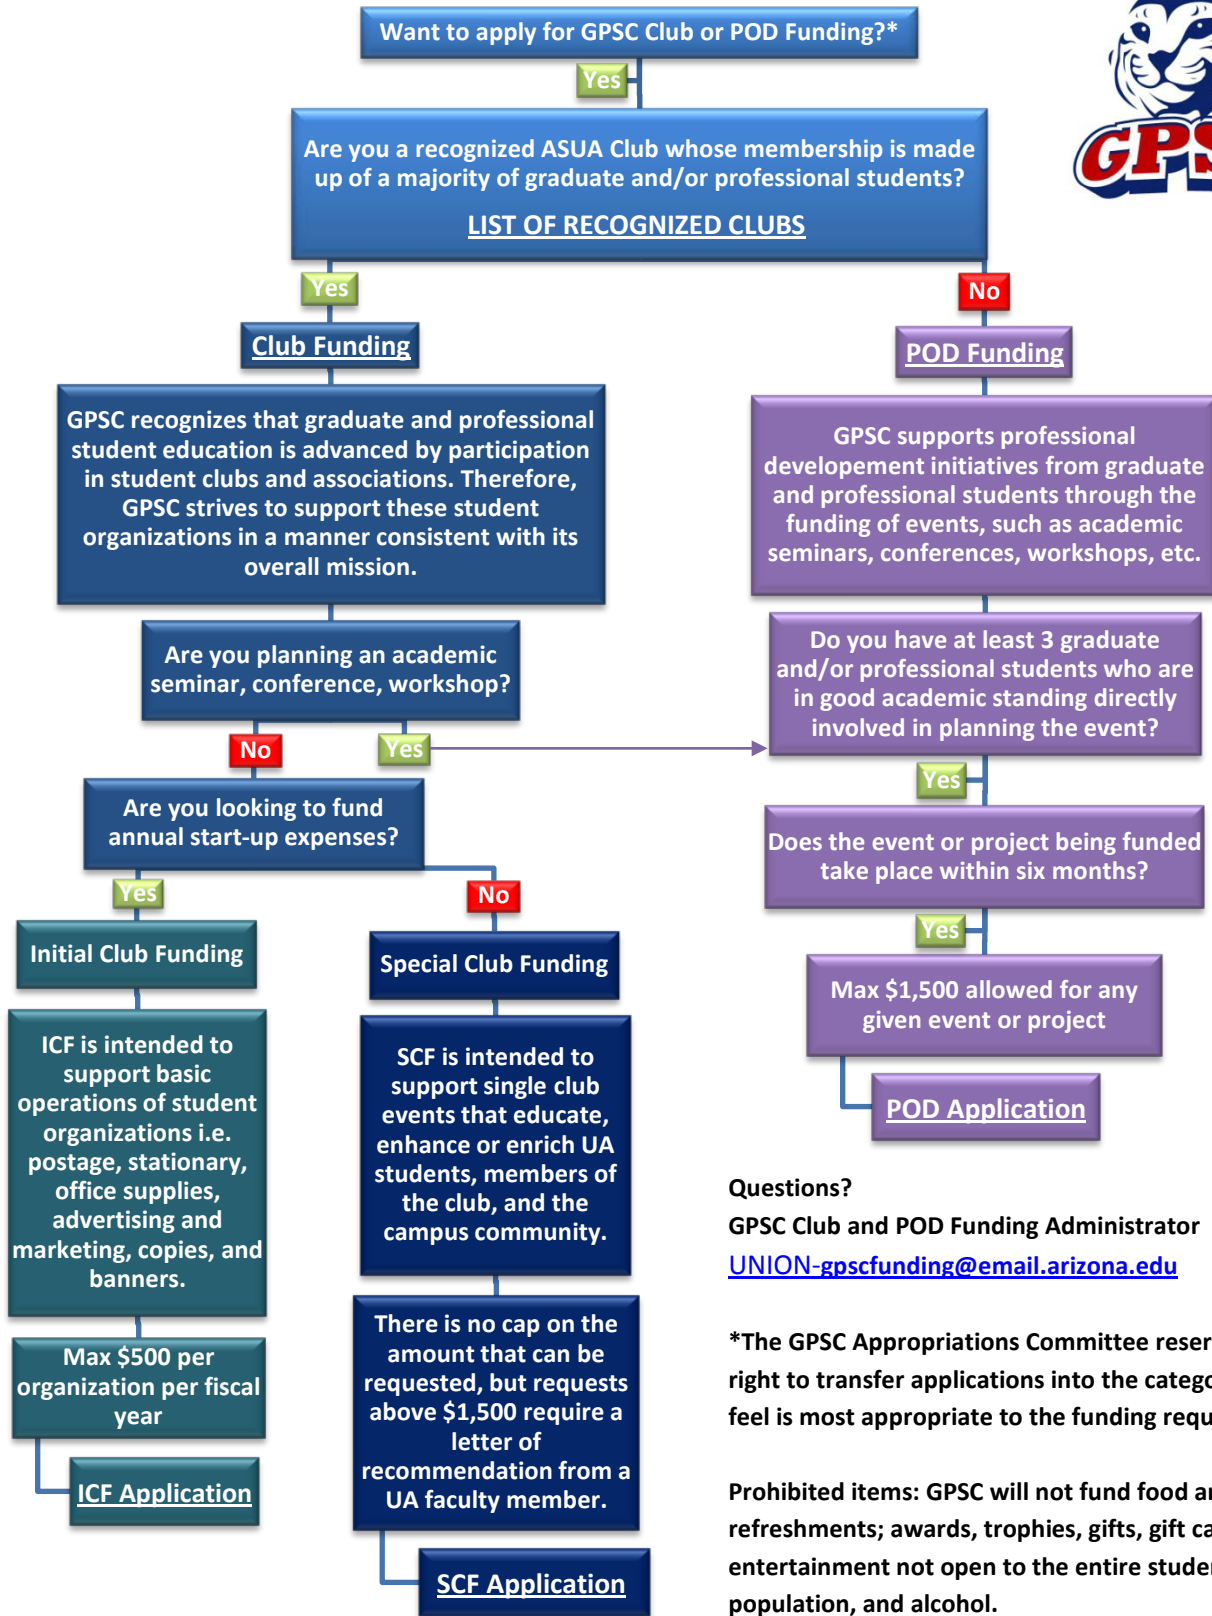 Want to apply for GPSC Club or POD Funding?*
Yes
Are you a recognized ASUA Club whose membership is made
up of a majority of graduate and/or professional students?
LIST OF RECOGNIZED CLUBS
Yes
No
Club Funding
GPSC recognizes that graduate and professional
student education is advanced by participation
in student clubs and associations. Therefore,
GPSC strives to support these student
organizations in a manner consistent with its
overall mission.
Are you planning an academic
seminar, conference, workshop?
No
Yes
Are you looking to fund
annual start-up expenses?
Yes
No
Initial Club Funding
ICF is intended to
support basic
operations of student
organizations i.e.
postage, stationary,
office supplies,
advertising and
marketing, copies, and
banners.
Max $500 per
organization per fiscal
year
ICF Application
Special Club Funding
SCF is intended to
support single club
events that educate,
enhance or enrich UA
students, members of
the club, and the
campus community.
There is no cap on the
amount that can be
requested, but requests
above $1,500 require a
letter of
recommendation from a
UA faculty member.
SCF Application
POD Funding
GPSC supports professional
developement initiatives from graduate
and professional students through the
funding of events, such as academic
seminars, conferences, workshops, etc.
Do you have at least 3 graduate
and/or professional students who are
in good academic standing directly
involved in planning the event?
Yes
Does the event or project being funded
take place within six months?
Yes
Max $1,500 allowed for any
given event or project
POD Application
Questions?
GPSC Club and POD Funding Administrator
UNION-gpscfunding@email.arizona.edu
*The GPSC Appropriations Committee
right to transfer applications into the
feel is most appropriate to the funding
Prohibited items: GPSC will not fund food
refreshments; awards, trophies, gifts, gift
entertainment not open to the entire
population, and alcohol.